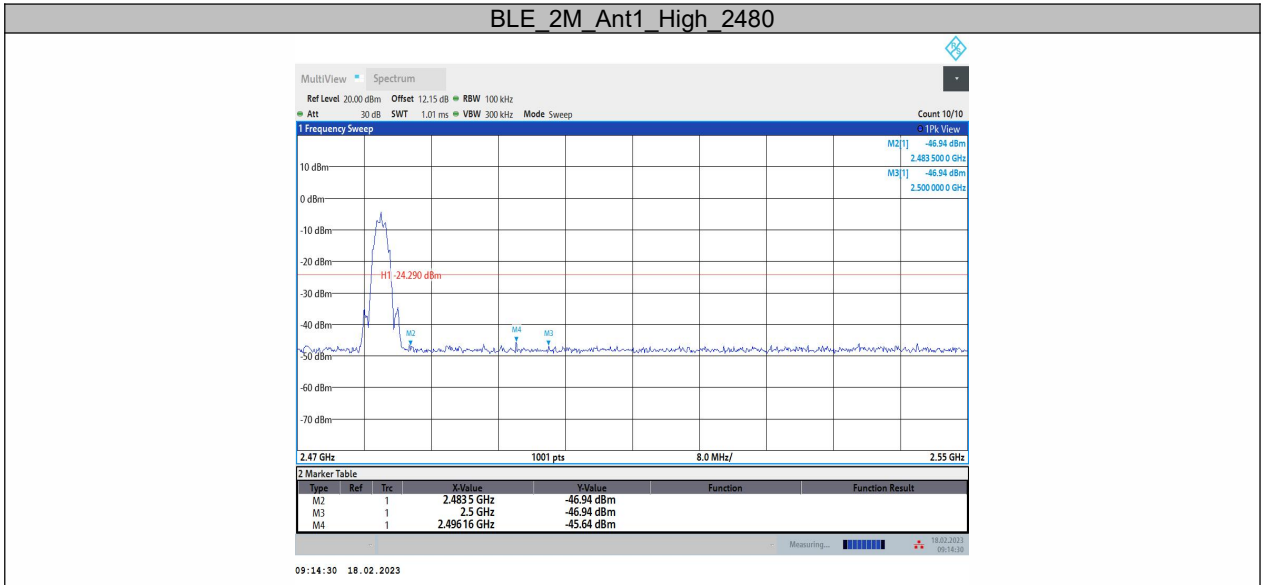 BLE_2M_Ant1_High_2480
R S
MultiView Spectrum
Ref Level 20.00 dBm Offset 12.15 dB RBW 100 kHz
Att 30 dB SWT 1.01 ms VBW 300 kHz Mode Sweep Count 10/10
1 Frequency Sweep 1Pk View
M2[1] -46.94 dBm
2.483 500 0 GHz
M3[1] -46.94 dBm
2.500 000 0 GHz
10 dBm
0 dBm
-10 dBm
-20 dBm
H1 -24.290 dBm
-30 dBm
-40 dBm
M2 M4 M3
-50 dBm
-60 dBm
-70 dBm
2.47 GHz 1001 pts 8.0 MHz/ 2.55 GHz
2 Marker Table
Type Ref Trc X-Value Y-Value Function Function Result
M2 1 2.4835 GHz -46.94 dBm
M3 1 2.5 GHz -46.94 dBm
M4 1 2.49616 GHz -45.64 dBm
Measuring... 18.02.2023
09:14:30
09:14:30 18.02.2023